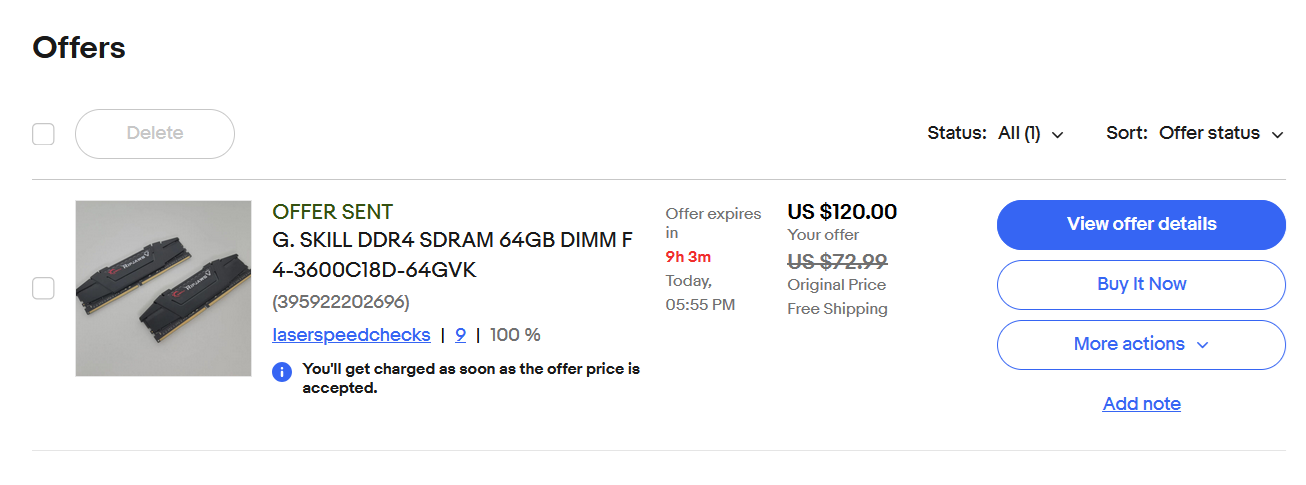 Offers
Delete
Status: All (1)
Sort: Offer status
OFFER SENT
G. SKILL DDR4 SDRAM 64GB DIMM F
4-3600C18D-64GVK
(395922202696)
laserspeedchecks | 9 | 100 %
You'll get charged as soon as the offer price is
accepted.
Offer expires
in
9h 3m
Today,
05:55 PM
US $120.00
Your offer
US $72.99
Original Price
Free Shipping
View offer details
Buy It Now
More actions
Add note